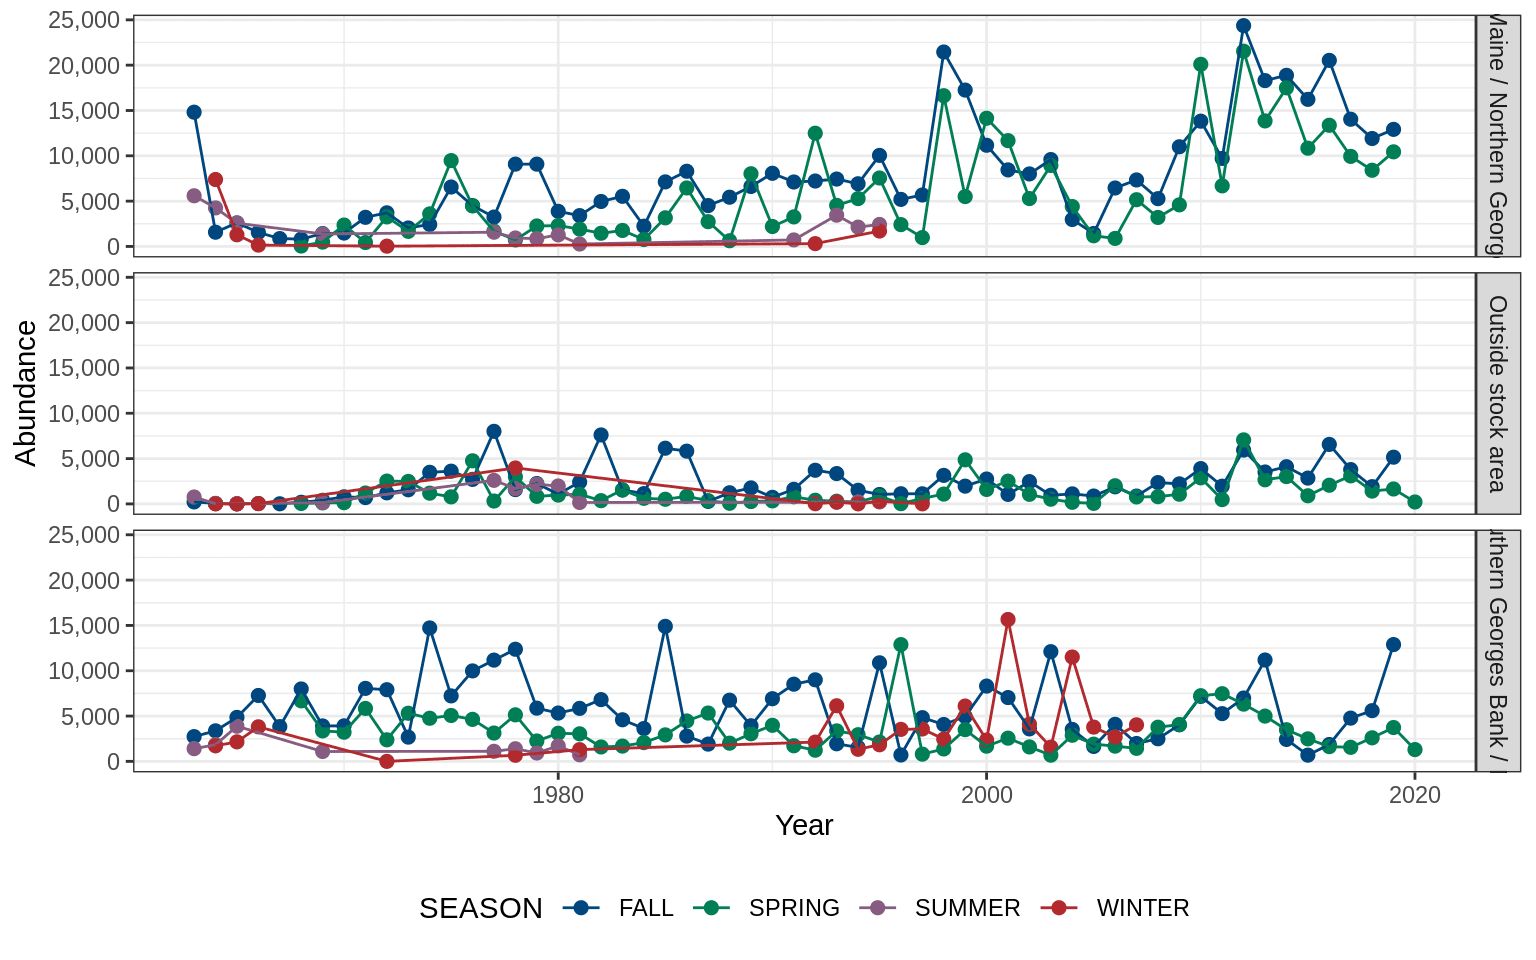 25,000
20,000
15,000
10,000
5,000
0
Maine / Northern Georg
25,000
20,000
15,000
10,000
5,000
0
Outside stock area
25,000
20,000
15,000
10,000
5,000
0
Georges Bank /
Abundance
1980
2000
2020
Year
SEASON
FALL
SPRING
SUMMER
WINTER